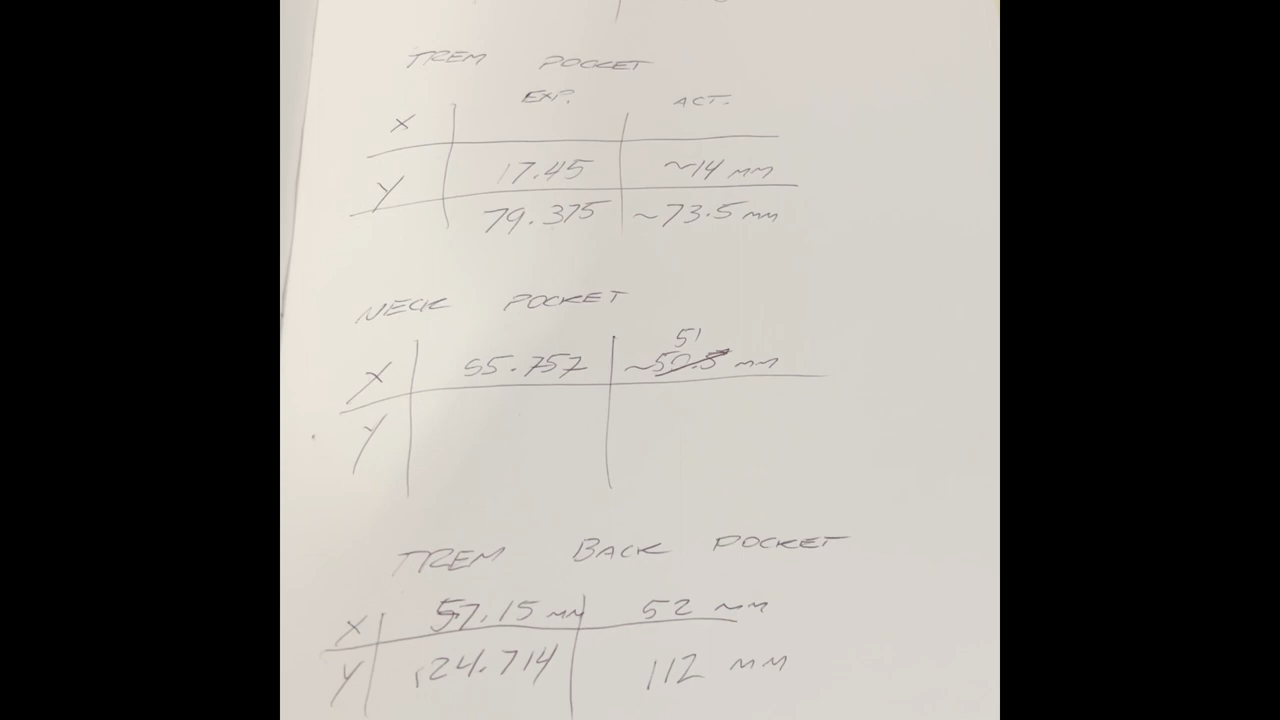 TREM POCKET
EXP. ACT.
X
17.45 ~14 mm
Y
79.375 ~73.5 mm
NECK POCKET
51
X 55.757 ~50.5 mm
Y
TREM BACK POCKET
X 57.15 mm 52 mm
Y 124.714 112 mm